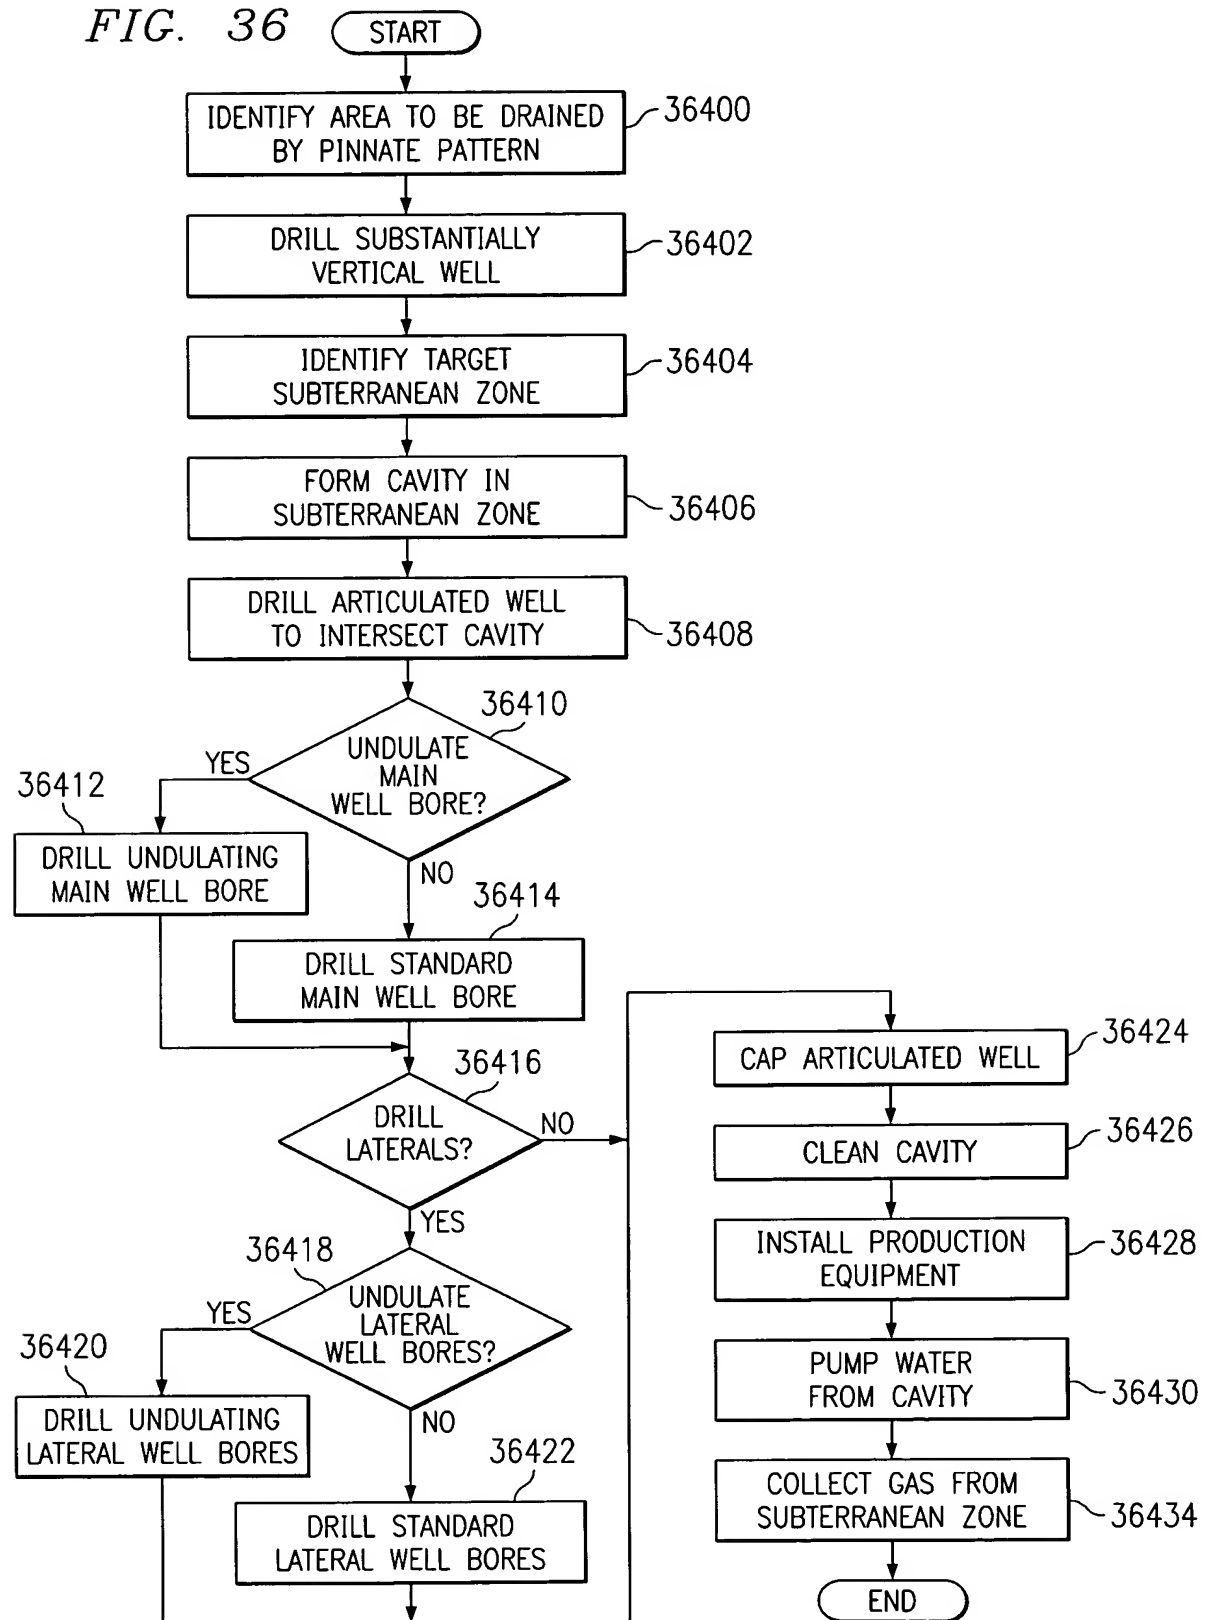 FIG. 36
START
IDENTIFY AREA TO BE DRAINED
BY PINNATE PATTERN
36400
DRILL SUBSTANTIALLY
VERTICAL WELL
36402
IDENTIFY TARGET
SUBTERRANEAN ZONE
36404
FORM CAVITY IN
SUBTERRANEAN ZONE
36406
DRILL ARTICULATED WELL
TO INTERSECT CAVITY
36408
36410
UNDULATE
MAIN
WELL BORE?
YES
NO
36412
DRILL UNDULATING
MAIN WELL BORE
36414
DRILL STANDARD
MAIN WELL BORE
36416
DRILL
LATERALS?
NO
YES
36418
UNDULATE
LATERAL
WELL BORES?
YES
NO
36420
DRILL UNDULATING
LATERAL WELL BORES
36422
DRILL STANDARD
LATERAL WELL BORES
CAP ARTICULATED WELL
36424
CLEAN CAVITY
36426
INSTALL PRODUCTION
EQUIPMENT
36428
PUMP WATER
FROM CAVITY
36430
COLLECT GAS FROM
SUBTERRANEAN ZONE
36434
END